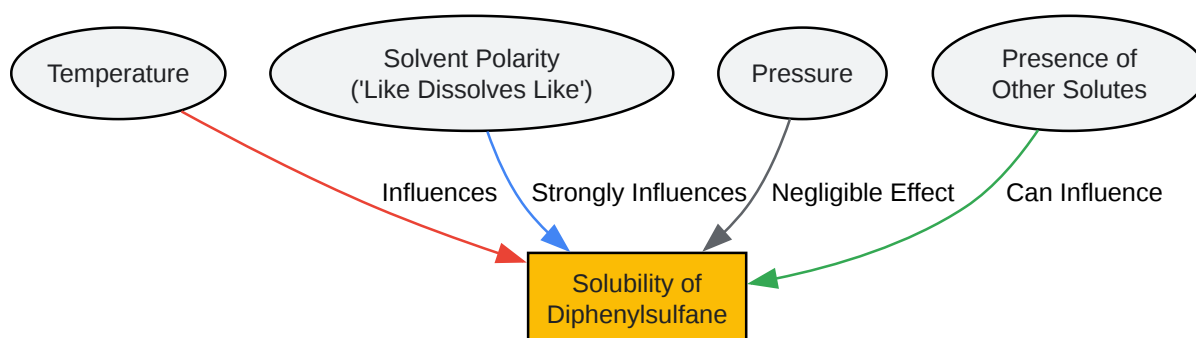 Temperature
Solvent Polarity
('Like Dissolves Like')
Pressure
Presence of
Other Solutes
Influences
Strongly Influences
Negligible Effect
Can Influence
Solubility of
Diphenylsulfane